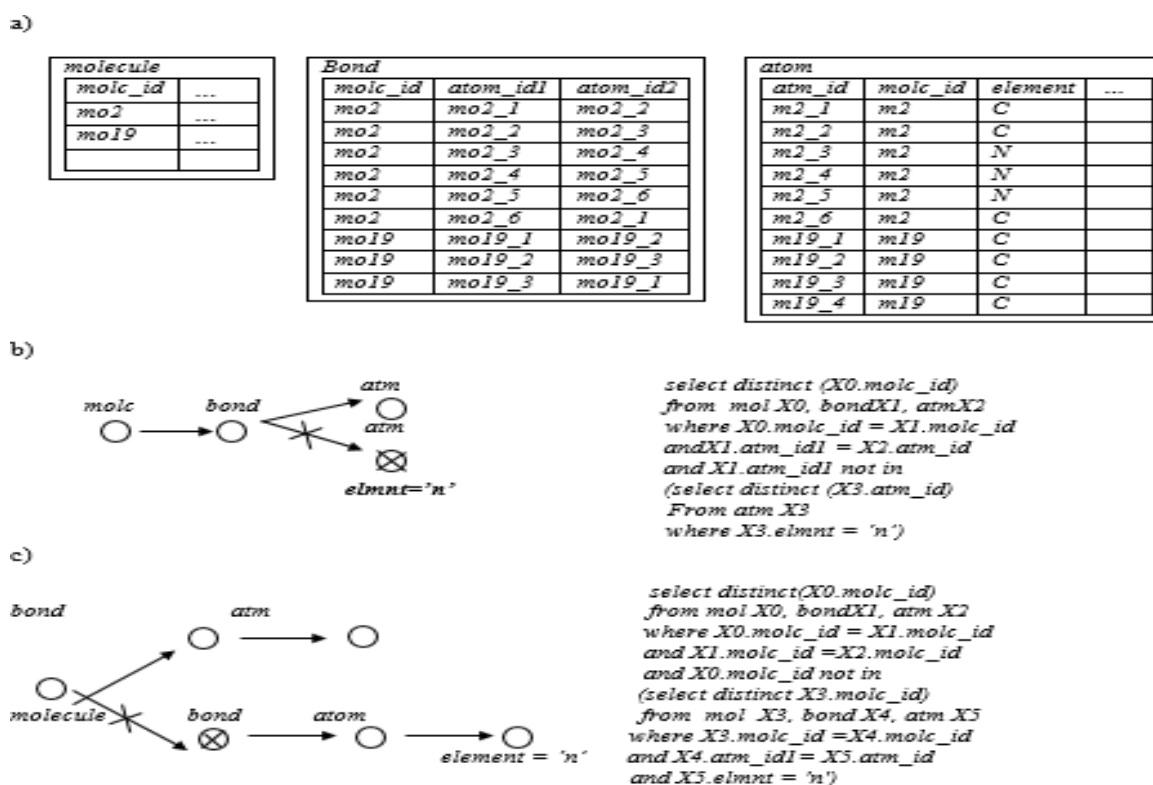 a)
molecule
molc_id ...
mo2 ...
mo19 ...
Bond
molc_id atom_id1 atom_id2
mo2 mo2_1 mo2_2
mo2 mo2_2 mo2_3
mo2 mo2_3 mo2_4
mo2 mo2_4 mo2_5
mo2 mo2_5 mo2_6
mo2 mo2_6 mo2_1
mo19 mo19_1 mo19_2
mo19 mo19_2 mo19_3
mo19 mo19_3 mo19_1
atom
atm_id molc_id element ...
m2_1 m2 C
m2_2 m2 C
m2_3 m2 N
m2_4 m2 N
m2_5 m2 N
m2_6 m2 C
m19_1 m19 C
m19_2 m19 C
m19_3 m19 C
m19_4 m19 C
b)
molc bond atm
atm
elmnt='n'
select distinct (X0.molc_id)
from mol X0, bondX1, atmX2
where X0.molc_id = X1.molc_id
andX1.atm_id1 = X2.atm_id
and X1.atm_id1 not in
(select distinct (X3.atm_id)
From atm X3
where X3.elmnt = 'n')
c)
bond atm
molecule bond atom
element = 'n'
select distinct(X0.molc_id)
from mol X0, bondX1, atm X2
where X0.molc_id = X1.molc_id
and X1.molc_id =X2.molc_id
and X0.molc_id not in
(select distinct X3.molc_id)
from mol X3, bond X4, atm X5
where X3.molc_id =X4.molc_id
and X4.atm_id1= X5.atm_id
and X5.elmnt = 'n')